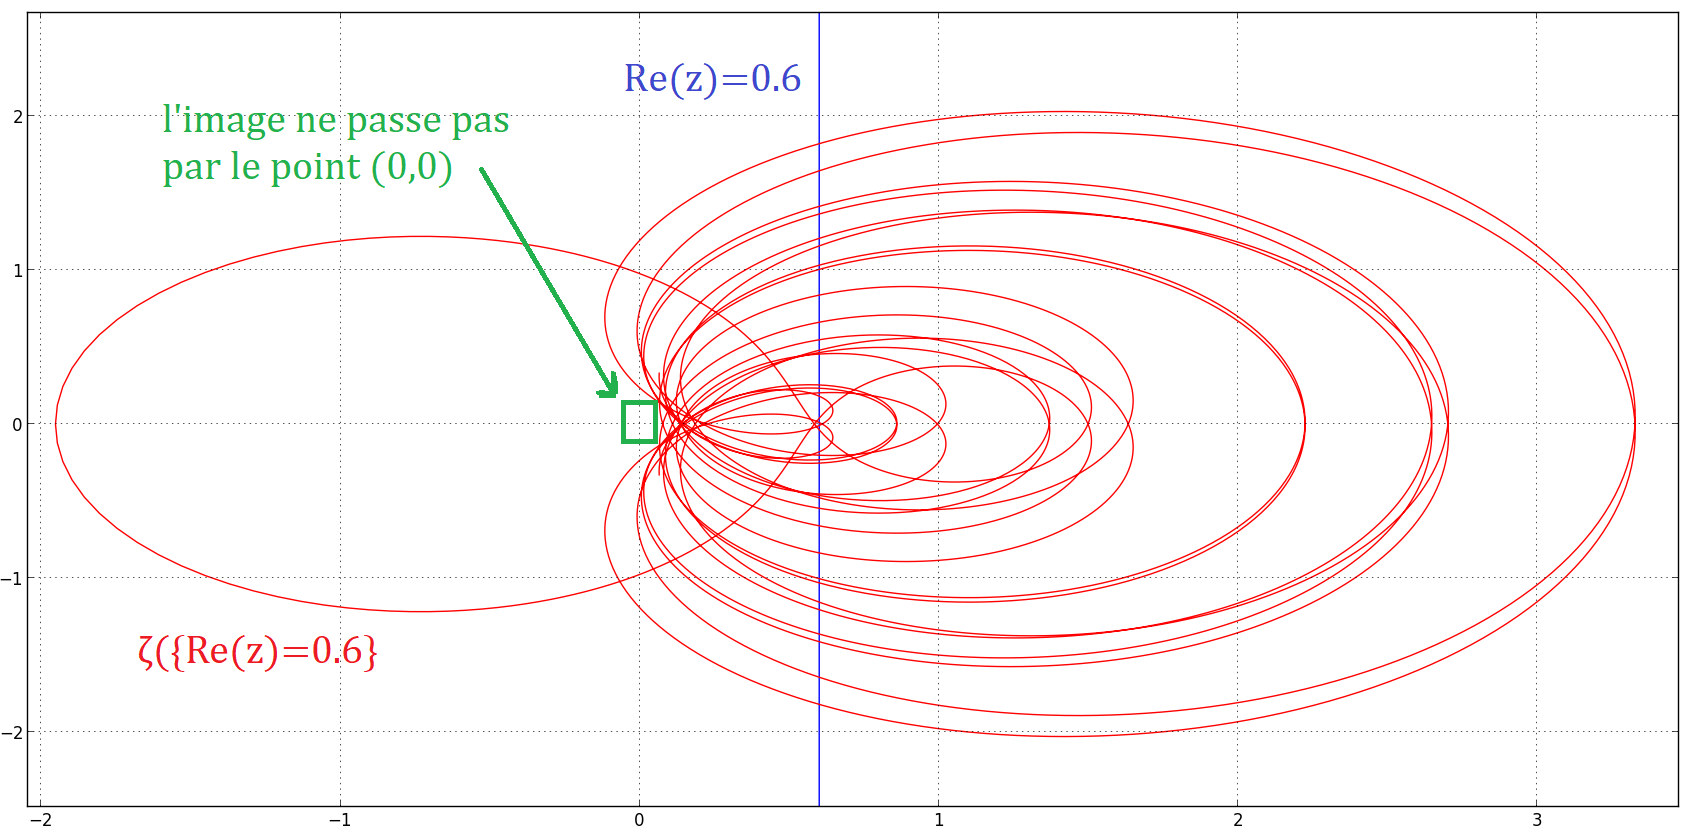 Re(z)=0.6
l'image ne passe pas
par le point (0,0)
ζ({Re(z)=0.6}
2
1
0
−1
−2
−2
−1
0
1
2
3